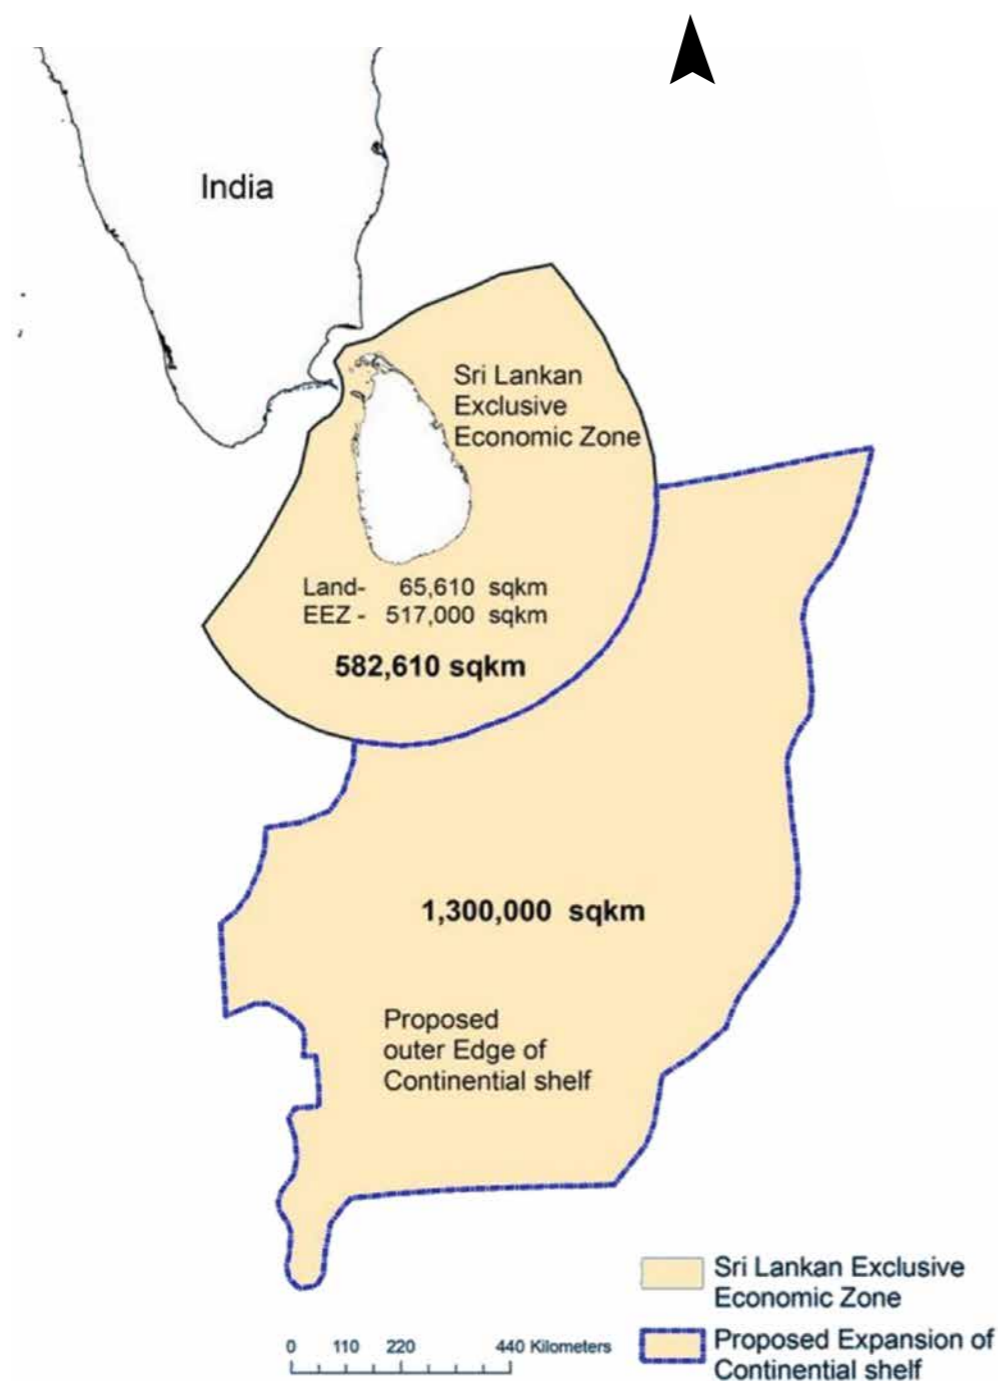 India
Sri Lankan
Exclusive
Economic Zone
Land- 65,610 sqkm
EEZ - 517,000 sqkm
582,610 sqkm
1,300,000 sqkm
Proposed
outer Edge of
Continential shelf
Sri Lankan Exclusive
Economic Zone
Proposed Expansion of
Continential shelf
0 110 220 440 Kilometers